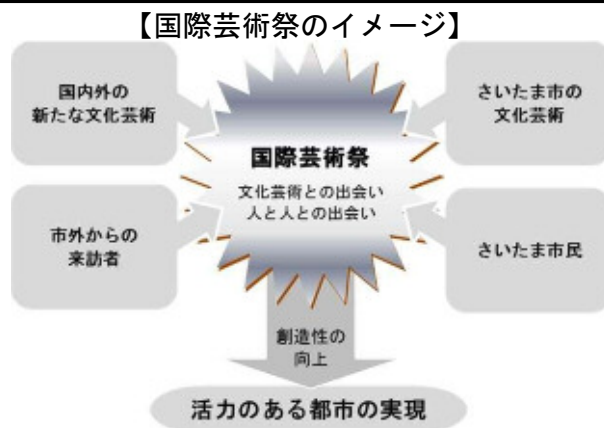 【国際芸術祭のイメージ】
国内外の
新たな文化芸術
さいたま市の
文化芸術
国際芸術祭
文化芸術との出会い
人と人との出会い
市外からの
来訪者
さいたま市民
創造性の
向上
活力のある都市の実現